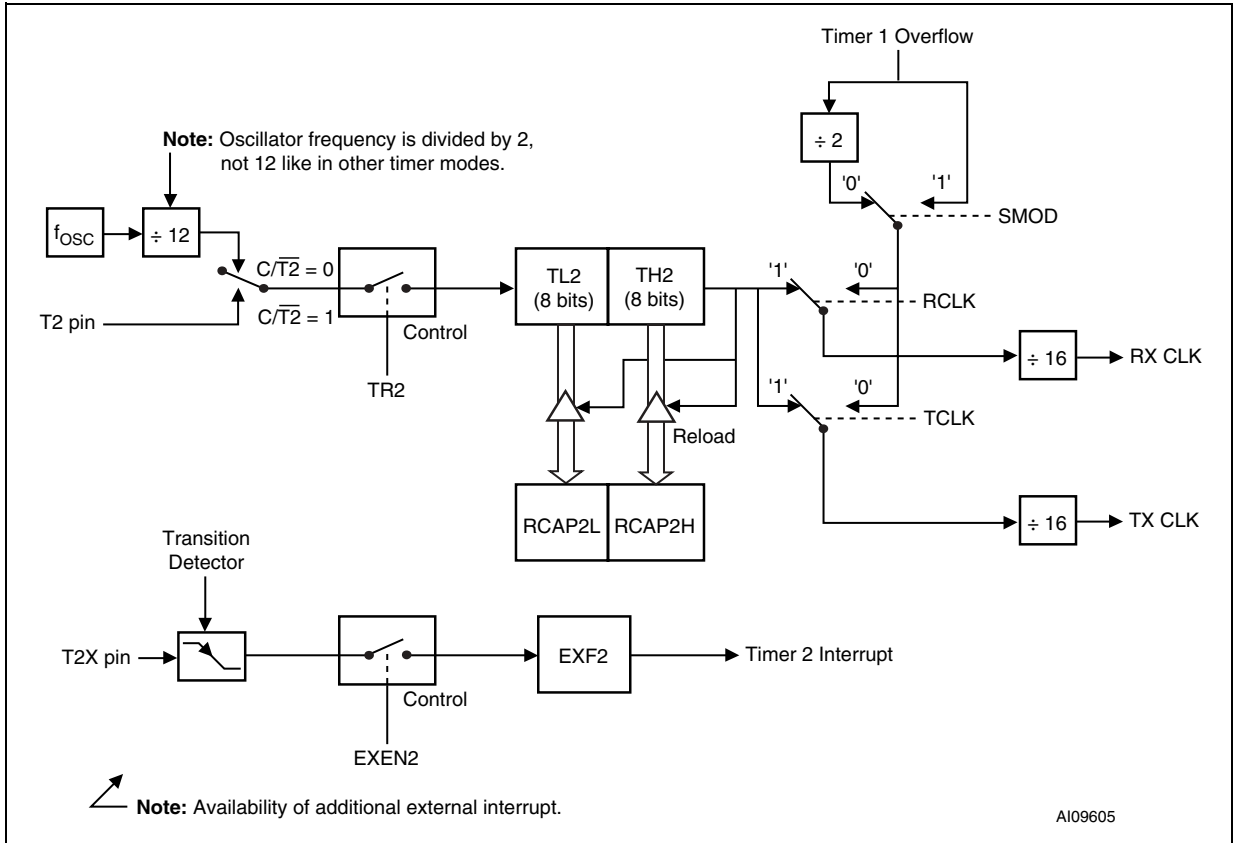 Timer 1 Overflow
Note: Oscillator frequency is divided by 2,
not 12 like in other timer modes.
÷ 2
'0'
'1'
SMOD
fOSC
÷ 12
C/T2̅ = 0
C/T2̅ = 1
T2 pin
Control
TR2
TL2
(8 bits)
TH2
(8 bits)
'1'
'0'
RCLK
÷ 16
RX CLK
'1'
'0'
TCLK
Reload
RCAP2L
RCAP2H
÷ 16
TX CLK
Transition
Detector
T2X pin
Control
EXEN2
EXF2
Timer 2 Interrupt
Note: Availability of additional external interrupt.
AI09605